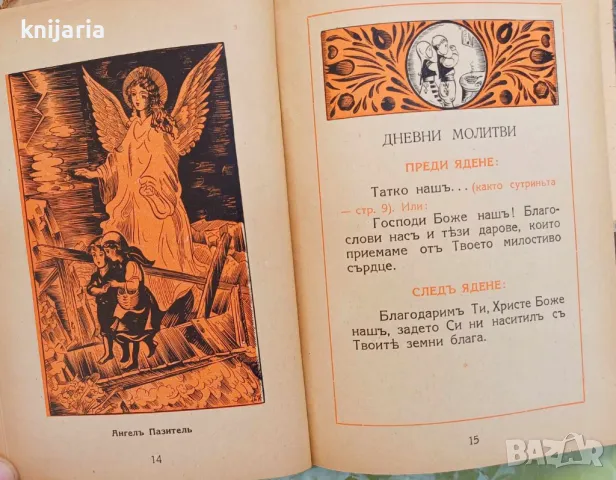 knijaria
Ангелъ Пазитель
14
ДНЕВНИ МОЛИТВИ
ПРЕДИ ЯДЕНЕ:
Татко нашъ... (както сутриньта
— стр. 9). Или:
Господи Боже нашъ! Благо-
слови насъ и тѣзи дарове, които
приемаме отъ Твоето милостиво
сърдце.
СЛЕДЪ ЯДЕНЕ:
Благодаримъ Ти, Христе Боже
нашъ, задето Си ни наситилъ съ
Твоитѣ земни блага.
15
BAZAR